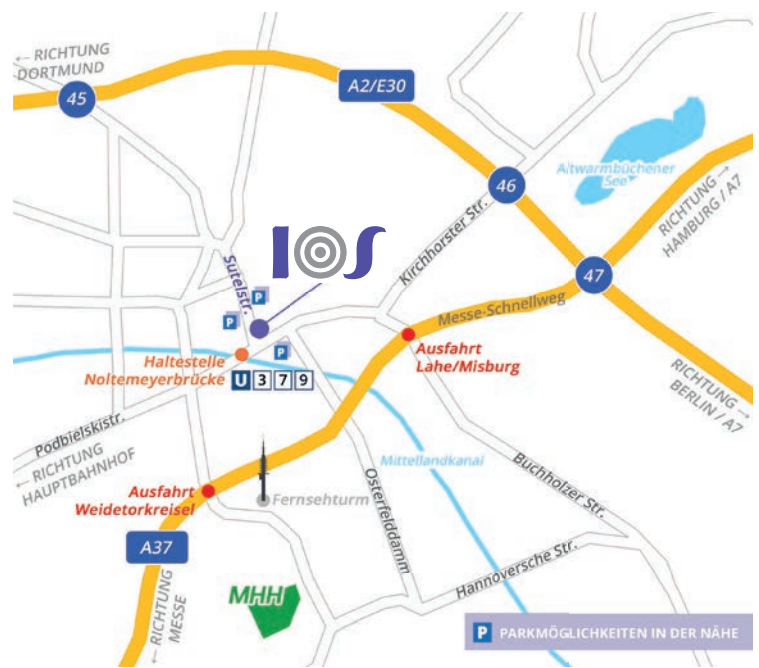 ← RICHTUNG
DORTMUND
45
A2/E30
46
Altwarmbüchener
See
RICHTUNG →
HAMBURG / A7
Kirchhorster Str.
IOS
Sutelstr.
P
P
P
47
Messe-Schnellweg
Ausfahrt
Lahe/Misburg
Haltestelle
Noltemeyerbrücke
U 3 7 9
RICHTUNG →
BERLIN / A7
Podbielskistr.
← RICHTUNG
HAUPTBAHNHOF
Mittellandkanal
Buchholzer Str.
Ausfahrt
Weidetorkreisel
Fernsehturm
Osterfelddamm
A37
Hannoversche Str.
MHH
← RICHTUNG
MESSE
P PARKMÖGLICHKEITEN IN DER NÄHE